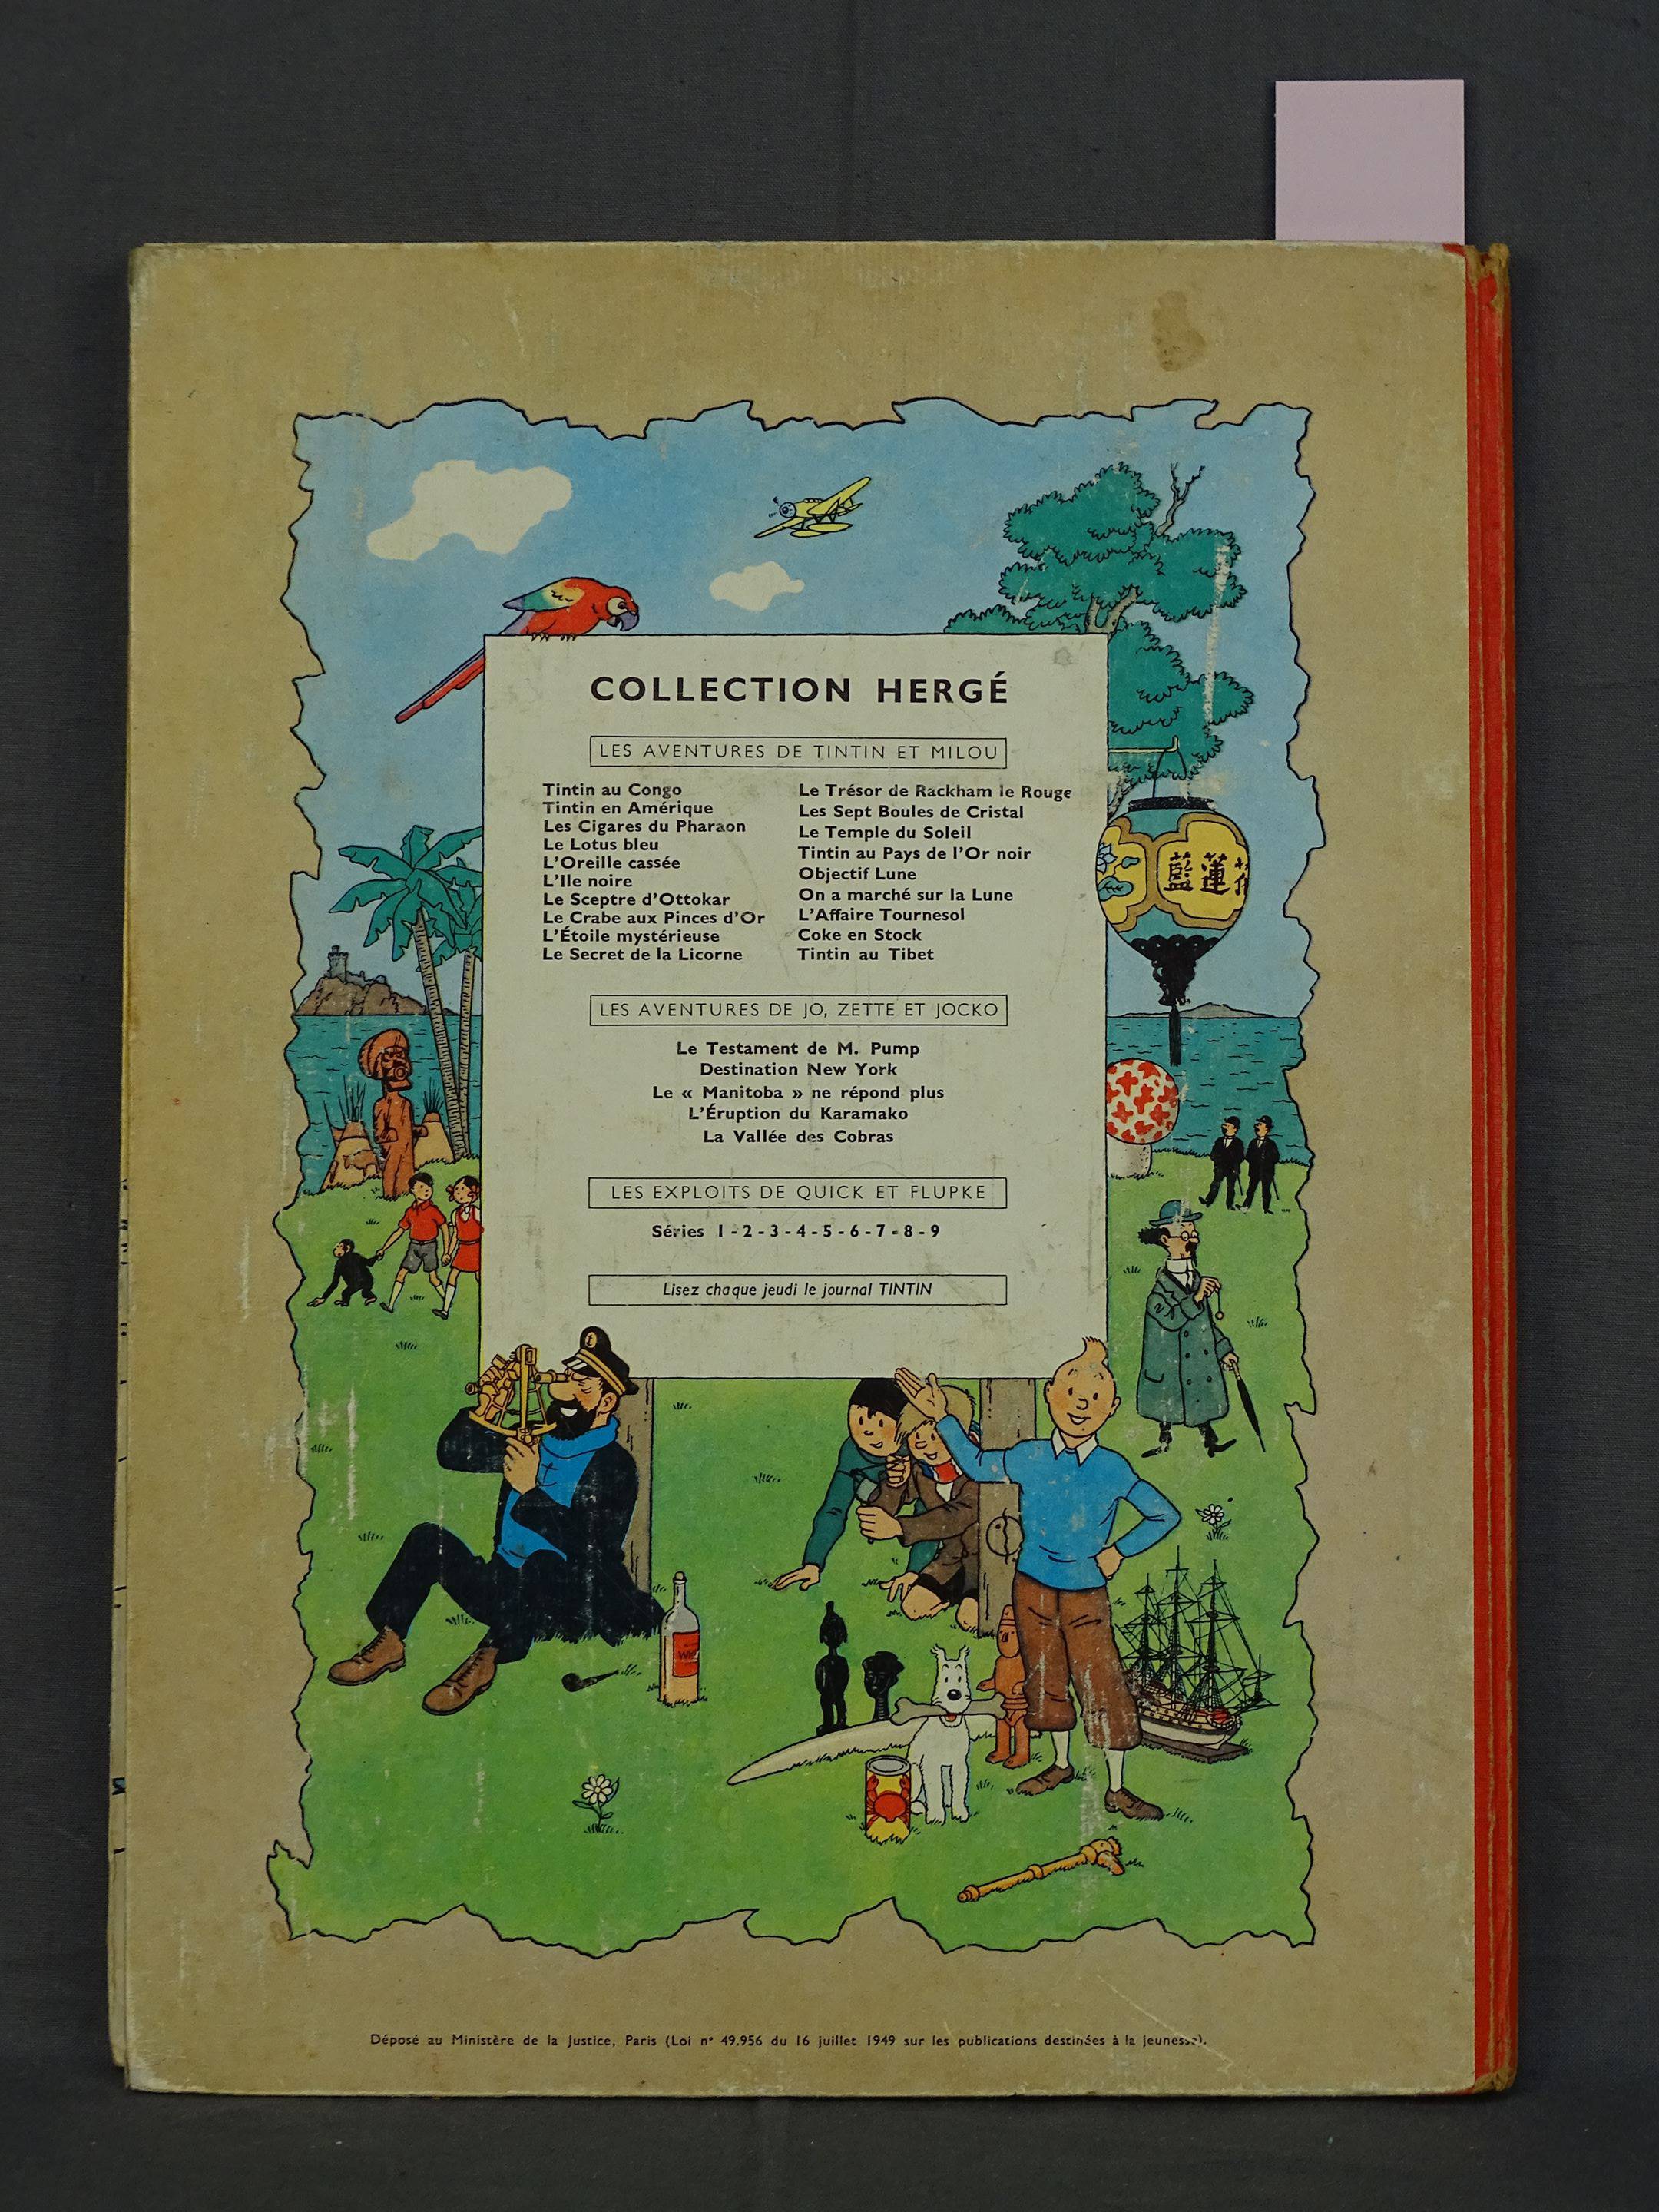 COLLECTION HERGÉ
LES AVENTURES DE TINTIN ET MILOU
Tintin au Congo
Tintin en Amérique
Les Cigares du Pharaon
Le Lotus bleu
L'Oreille cassée
L'Ile noire
Le Sceptre d'Ottokar
Le Crabe aux Pinces d'Or
L'Étoile mystérieuse
Le Secret de la Licorne
Le Trésor de Rackham le Rouge
Les Sept Boules de Cristal
Le Temple du Soleil
Tintin au Pays de l'Or noir
Objectif Lune
On a marché sur la Lune
L'Affaire Tournesol
Coke en Stock
Tintin au Tibet
藍蓮花
LES AVENTURES DE JO, ZETTE ET JOCKO
Le Testament de M. Pump
Destination New York
Le « Manitoba » ne répond plus
L'Éruption du Karamako
La Vallée des Cobras
LES EXPLOITS DE QUICK ET FLUPKE
Séries 1 - 2 - 3 - 4 - 5 - 6 - 7 - 8 - 9
Lisez chaque jeudi le journal TINTIN
Déposé au Ministère de la Justice, Paris (Loi n° 49.956 du 16 juillet 1949 sur les publications destinées à la jeunesse).